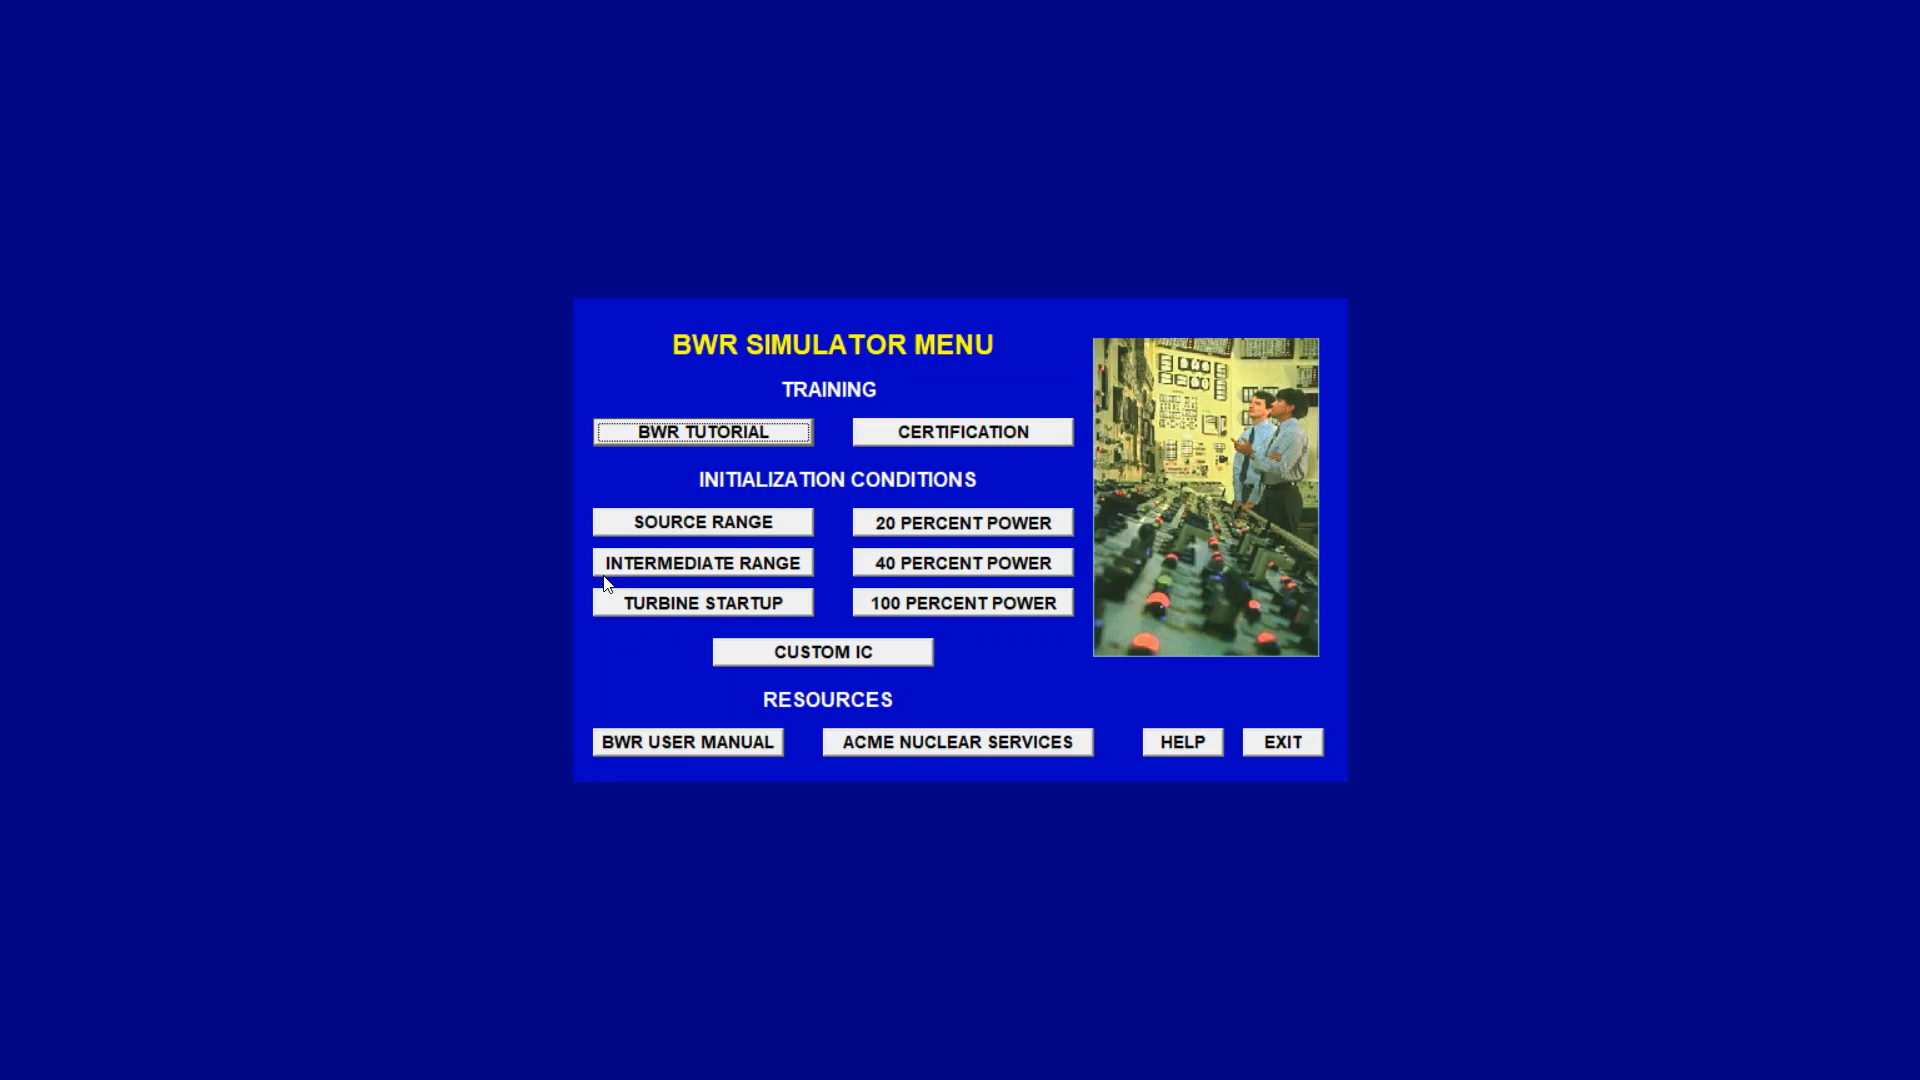 BWR SIMULATOR MENU
TRAINING
BWR TUTORIAL
CERTIFICATION
INITIALIZATION CONDITIONS
SOURCE RANGE
20 PERCENT POWER
INTERMEDIATE RANGE
40 PERCENT POWER
TURBINE STARTUP
100 PERCENT POWER
CUSTOM IC
RESOURCES
BWR USER MANUAL
ACME NUCLEAR SERVICES
HELP
EXIT